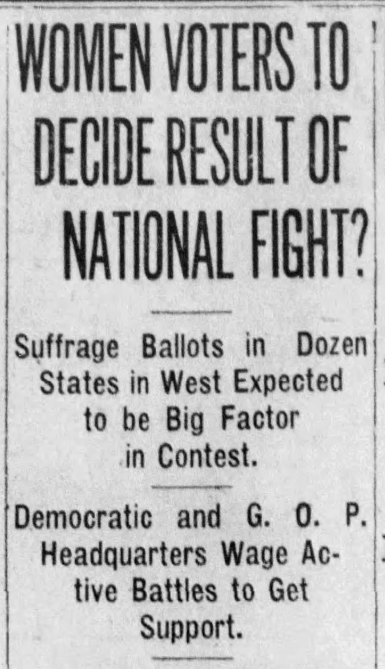 WOMEN VOTERS TO
DECIDE RESULT OF
NATIONAL FIGHT?
Suffrage Ballots in Dozen
States in West Expected
to be Big Factor
in Contest.
Democratic and G. O. P.
Headquarters Wage Ac-
tive Battles to Get
Support.